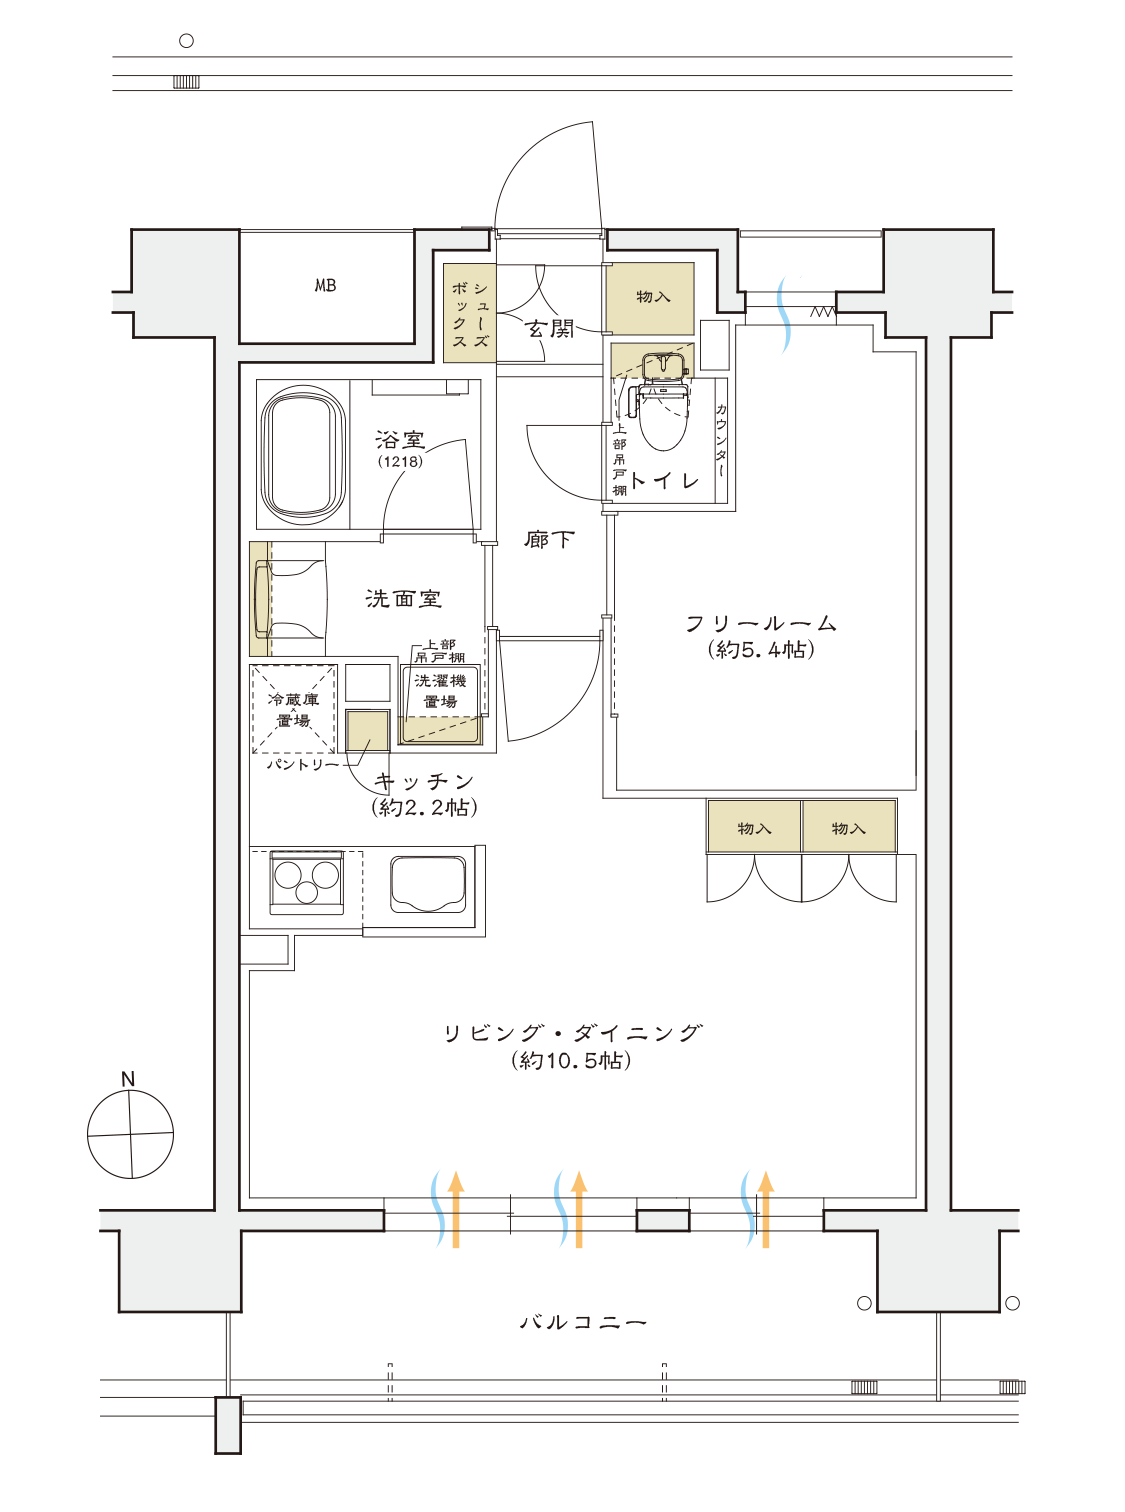 MB
シューズ
ボックス
玄関
物入
浴室
(1218)
上部吊戸棚
トイレ
カウンター
廊下
洗面室
フリールーム
(約5.4帖)
上部
吊戸棚
洗濯機
置場
冷蔵庫
置場
パントリー
キッチン
(約2.2帖)
物入
物入
リビング・ダイニング
(約10.5帖)
N
バルコニー